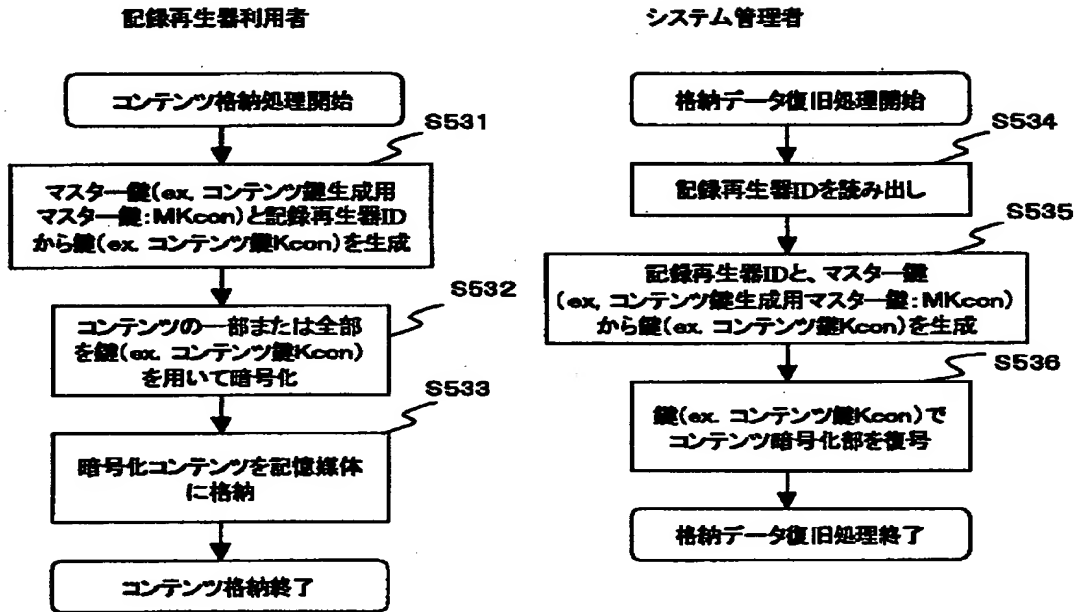 記録再生器利用者
コンテンツ格納処理開始
S531
マスター鍵(ex. コンテンツ鍵生成用
マスター鍵:MKcon)と記録再生器ID
から鍵(ex. コンテンツ鍵Kcon)を生成
S532
コンテンツの一部または全部
を鍵(ex. コンテンツ鍵Kcon)
を用いて暗号化
S533
暗号化コンテンツを記憶媒体
に格納
コンテンツ格納終了
システム管理者
格納データ復旧処理開始
S534
記録再生器IDを読み出し
S535
記録再生器IDと、マスター鍵
(ex, コンテンツ鍵生成用マスター鍵:MKcon)
から鍵(ex. コンテンツ鍵Kcon)を生成
S536
鍵(ex. コンテンツ鍵Kcon)で
コンテンツ暗号化部を復号
格納データ復旧処理終了